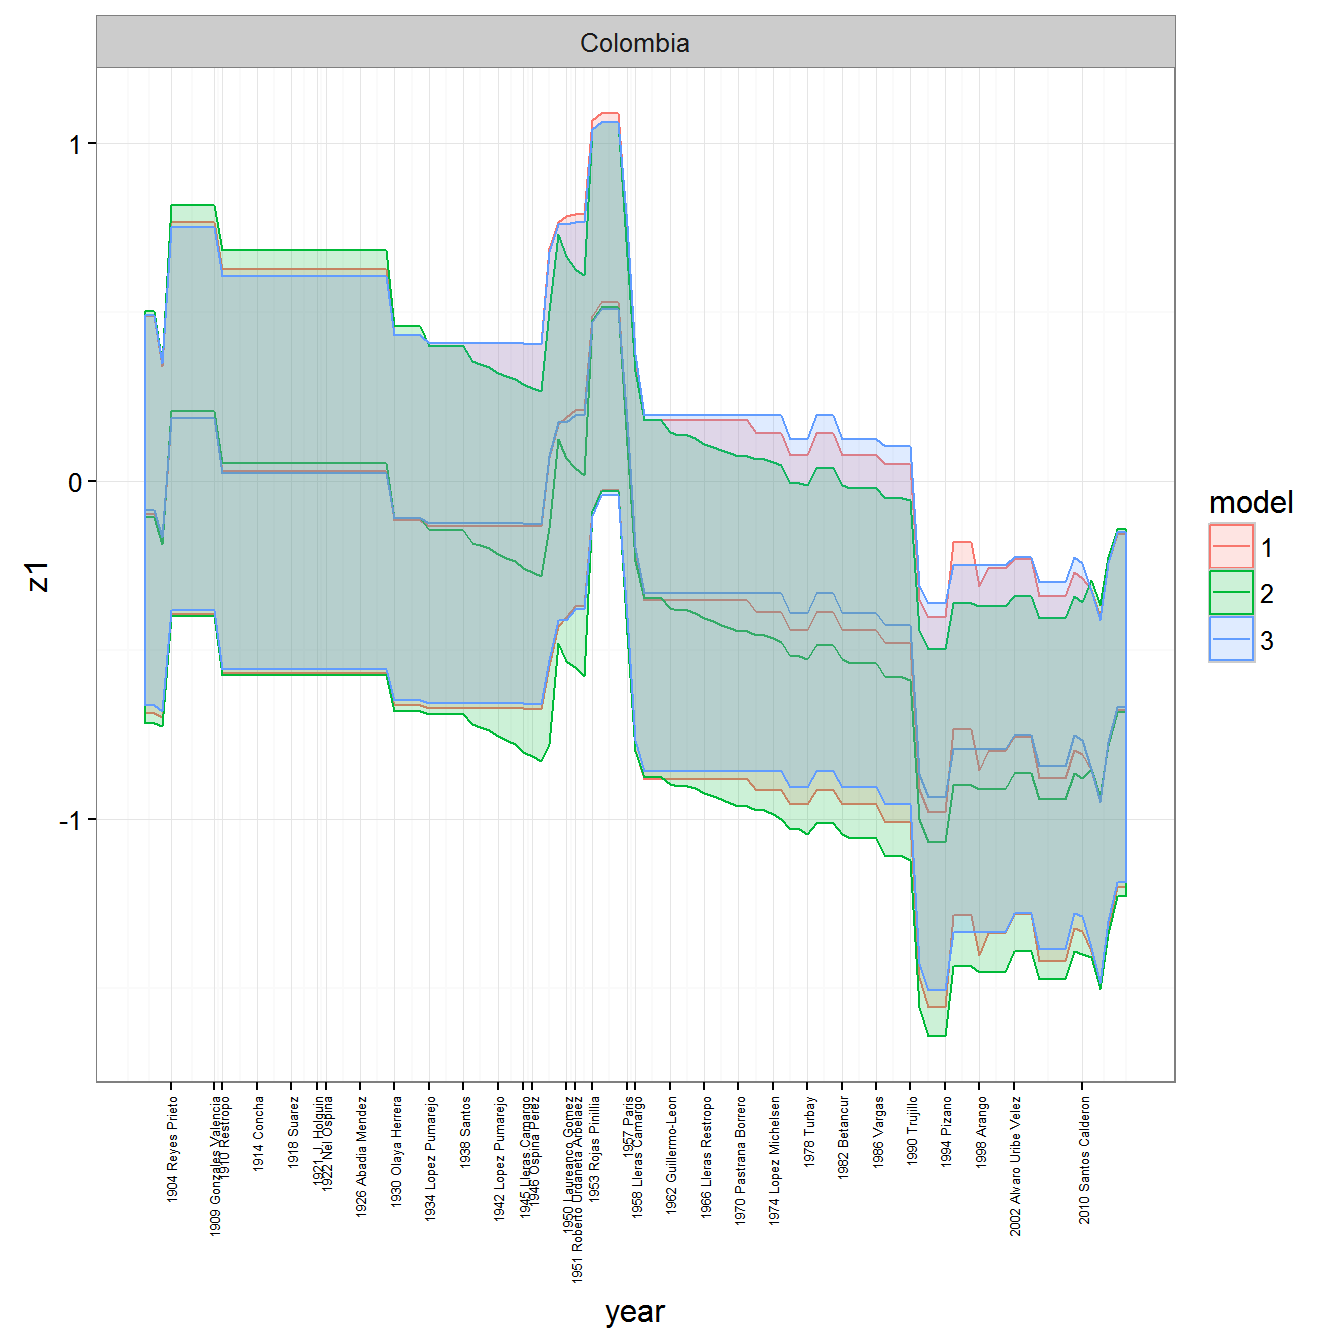 Colombia
1
0
-1
z1
1904 Reyes Prieto
1909 Gonzales Valencia
1910 Restropo
1914 Concha
1918 Suarez
1921 J. Holguin
1922 Nel Ospina
1926 Abadia Mendez
1930 Olaya Herrera
1934 Lopez Pumarejo
1938 Santos
1942 Lopez Pumarejo
1945 Lleras Camargo
1946 Ospina Perez
1950 Laureanco Gomez
1951 Roberto Urdaneta Arbelaez
1953 Rojas Pinillia
1957 Paris
1958 Lleras Camargo
1962 Guillermo-Leon
1966 Lleras Restropo
1970 Pastrana Borrero
1974 Lopez Michelsen
1978 Turbay
1982 Betancur
1986 Vargas
1990 Trujillo
1994 Pizano
1998 Arango
2002 Alvaro Uribe Velez
2010 Santos Calderon
year
model
1
2
3